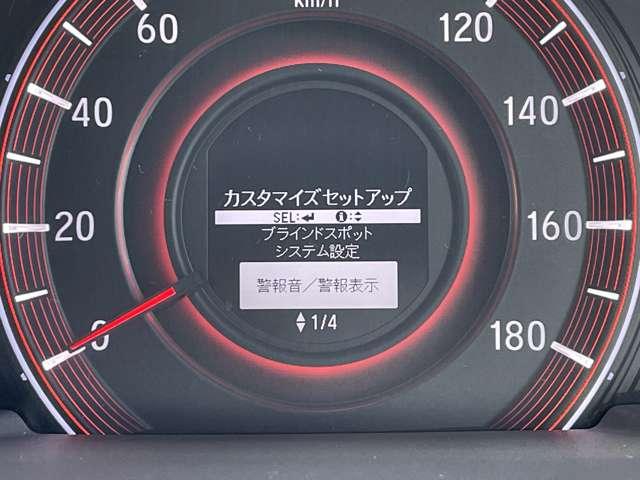 km/h
60
120
40
140
20
160
0
180
カスタマイズセットアップ
SEL:↵ ⓘ:♦
ブラインドスポット
システム設定
警報音／警報表示
♦1/4